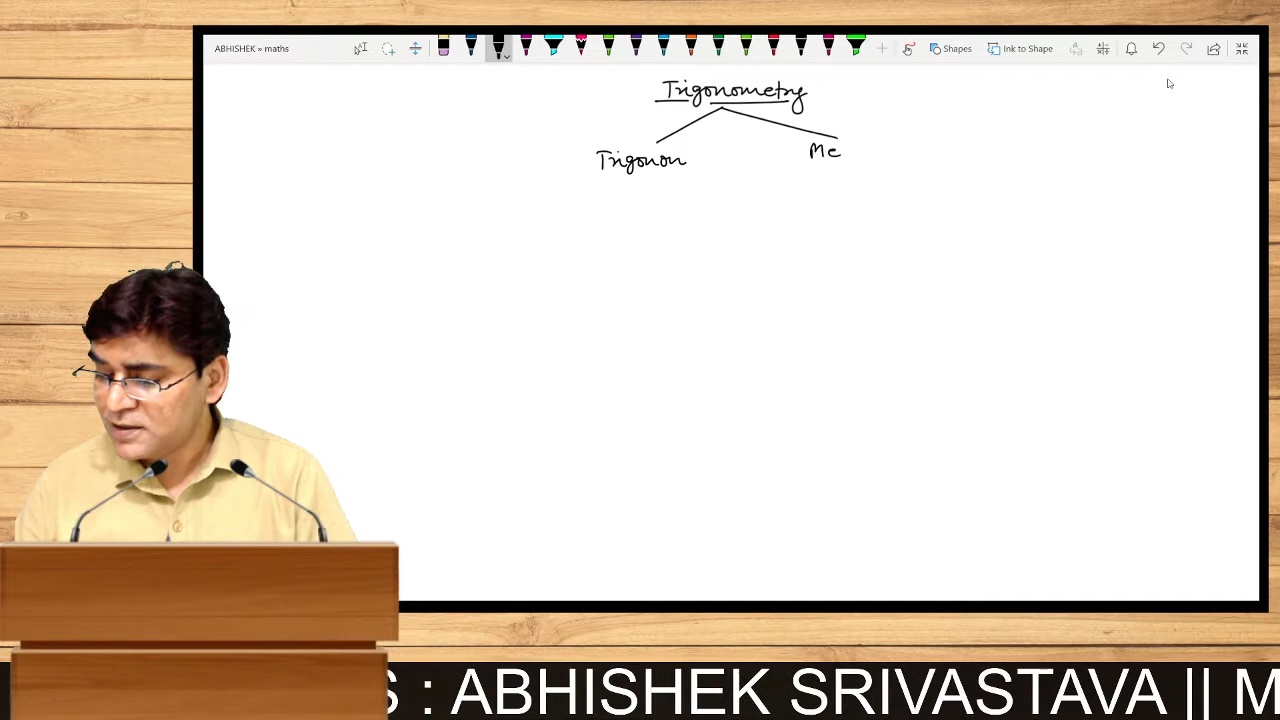 ABHISHEK » maths
Shapes
Ink to Shape
Trigonometry
Trigonon Me
S : ABHISHEK SRIVASTAVA || M